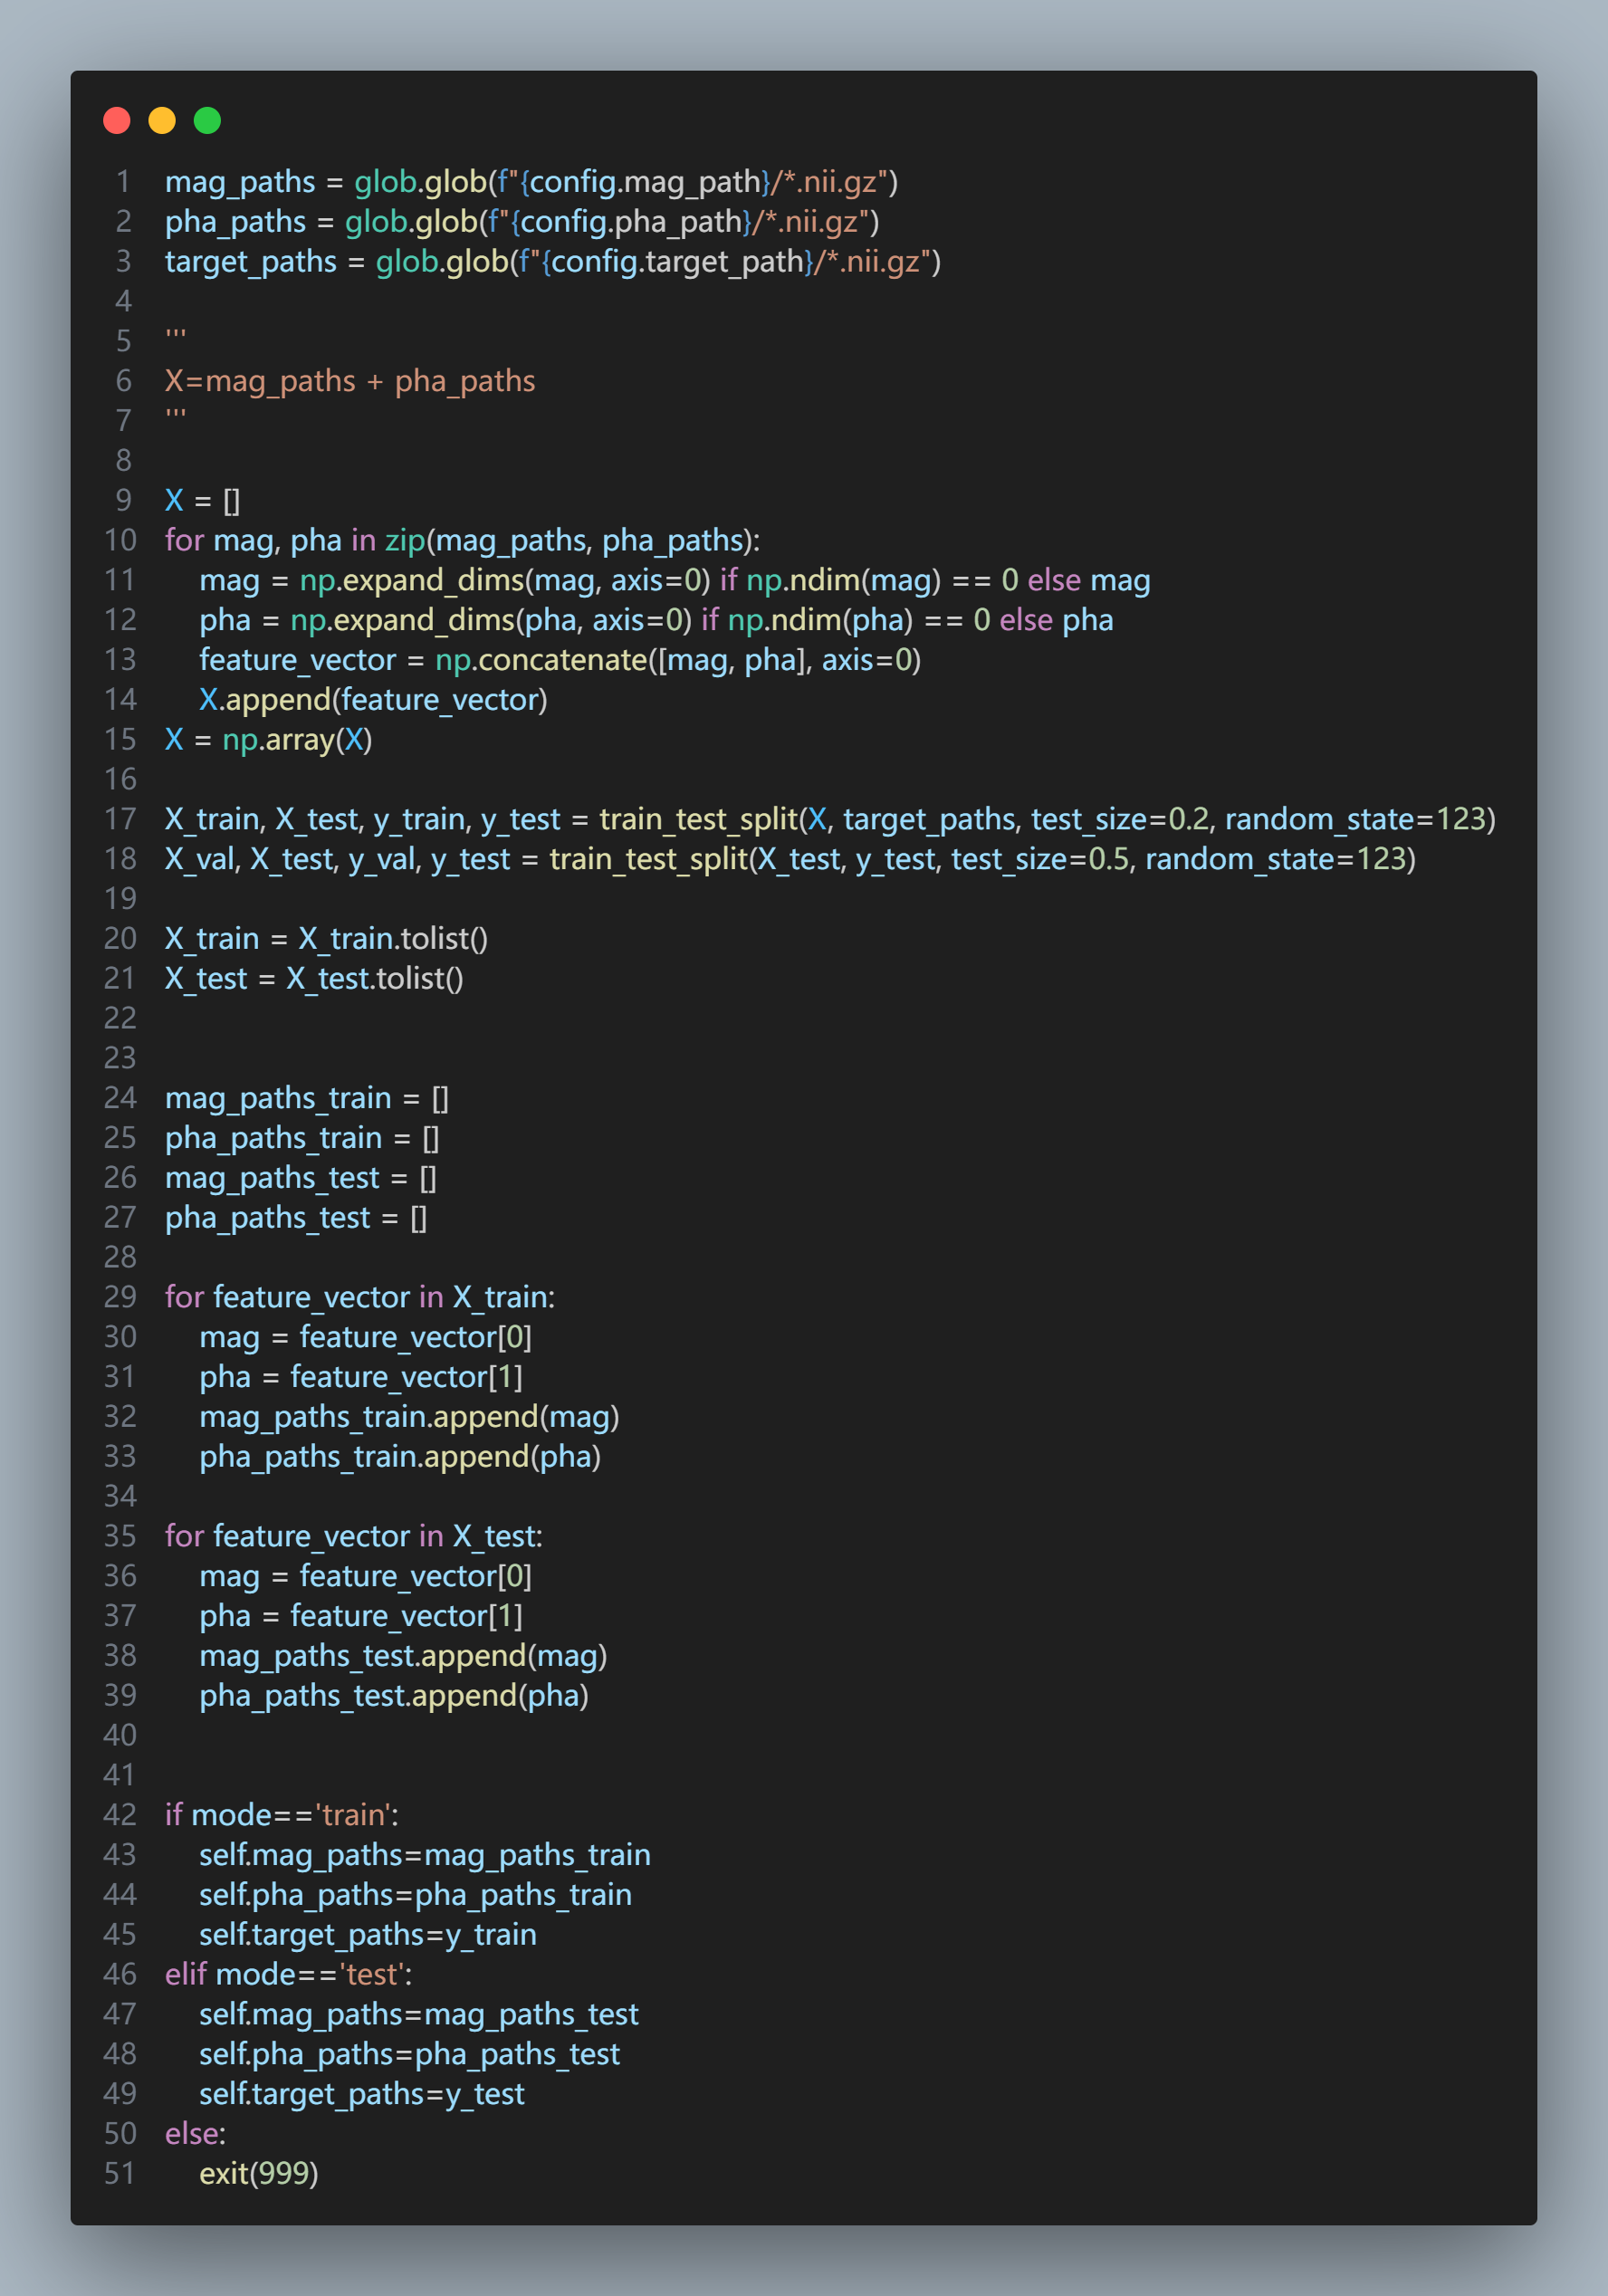 1 mag_paths = glob.glob(f"{config.mag_path}/*.nii.gz")
2 pha_paths = glob.glob(f"{config.pha_path}/*.nii.gz")
3 target_paths = glob.glob(f"{config.target_path}/*.nii.gz")
4
5 '''
6 X=mag_paths + pha_paths
7 '''
8
9 X = []
10 for mag, pha in zip(mag_paths, pha_paths):
11     mag = np.expand_dims(mag, axis=0) if np.ndim(mag) == 0 else mag
12     pha = np.expand_dims(pha, axis=0) if np.ndim(pha) == 0 else pha
13     feature_vector = np.concatenate([mag, pha], axis=0)
14     X.append(feature_vector)
15 X = np.array(X)
16
17 X_train, X_test, y_train, y_test = train_test_split(X, target_paths, test_size=0.2, random_state=123)
18 X_val, X_test, y_val, y_test = train_test_split(X_test, y_test, test_size=0.5, random_state=123)
19
20 X_train = X_train.tolist()
21 X_test = X_test.tolist()
22
23
24 mag_paths_train = []
25 pha_paths_train = []
26 mag_paths_test = []
27 pha_paths_test = []
28
29 for feature_vector in X_train:
30     mag = feature_vector[0]
31     pha = feature_vector[1]
32     mag_paths_train.append(mag)
33     pha_paths_train.append(pha)
34
35 for feature_vector in X_test:
36     mag = feature_vector[0]
37     pha = feature_vector[1]
38     mag_paths_test.append(mag)
39     pha_paths_test.append(pha)
40
41
42 if mode=='train':
43     self.mag_paths=mag_paths_train
44     self.pha_paths=pha_paths_train
45     self.target_paths=y_train
46 elif mode=='test':
47     self.mag_paths=mag_paths_test
48     self.pha_paths=pha_paths_test
49     self.target_paths=y_test
50 else:
51     exit(999)